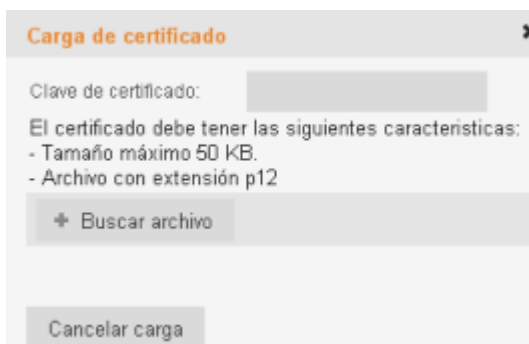 Carga de certificado
Clave de certificado:
El certificado debe tener las siguientes caracteristicas:
- Tamaño máximo 50 KB.
- Archivo con extensión p12
+ Buscar archivo
Cancelar carga